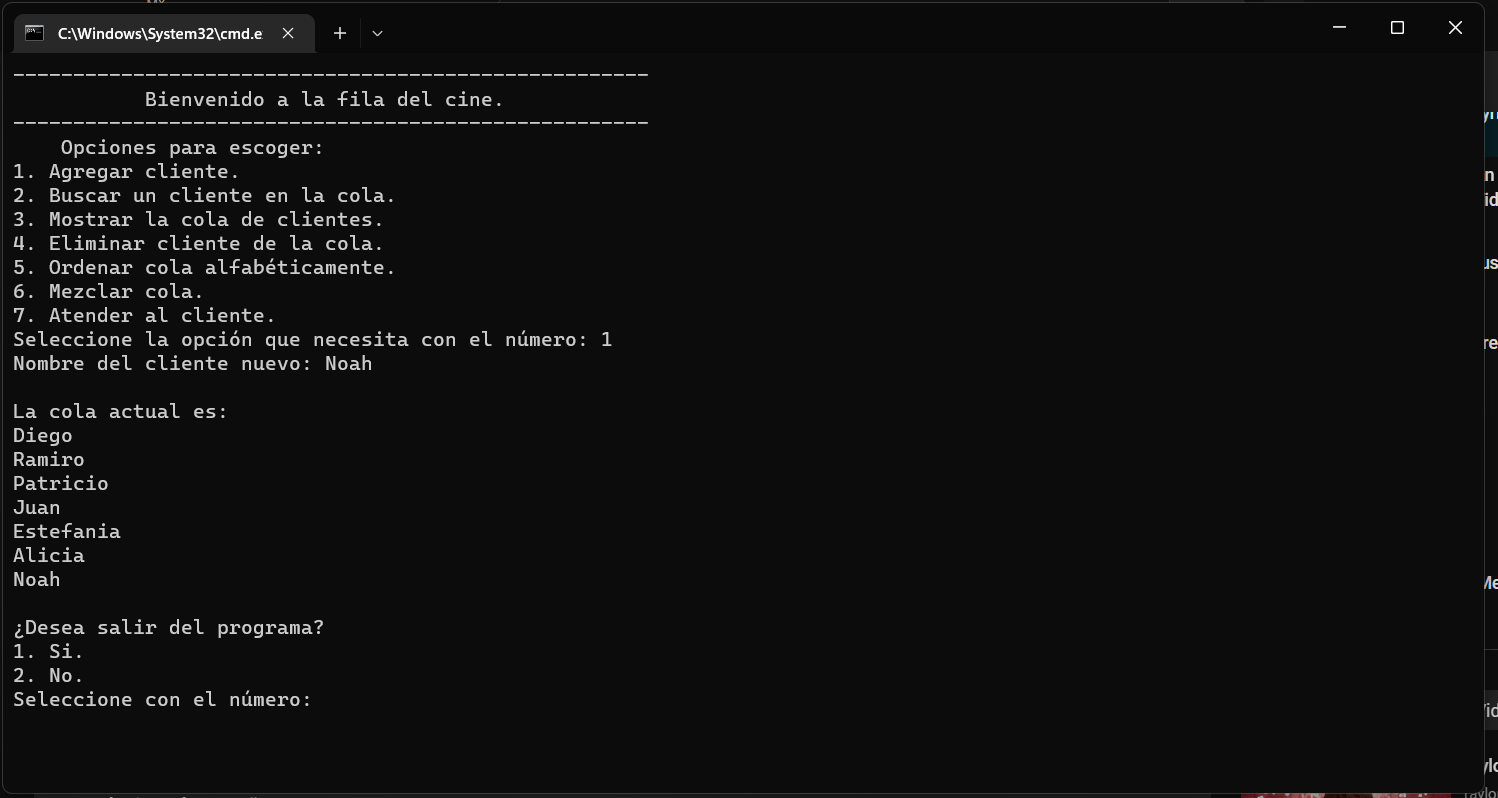 C:\Windows\System32\cmd.e
-----------------------------------------------------
Bienvenido a la fila del cine.
-----------------------------------------------------
Opciones para escoger:
1. Agregar cliente.
2. Buscar un cliente en la cola.
3. Mostrar la cola de clientes.
4. Eliminar cliente de la cola.
5. Ordenar cola alfabéticamente.
6. Mezclar cola.
7. Atender al cliente.
Seleccione la opción que necesita con el número: 1
Nombre del cliente nuevo: Noah
La cola actual es:
Diego
Ramiro
Patricio
Juan
Estefania
Alicia
Noah
¿Desea salir del programa?
1. Si.
2. No.
Seleccione con el número: